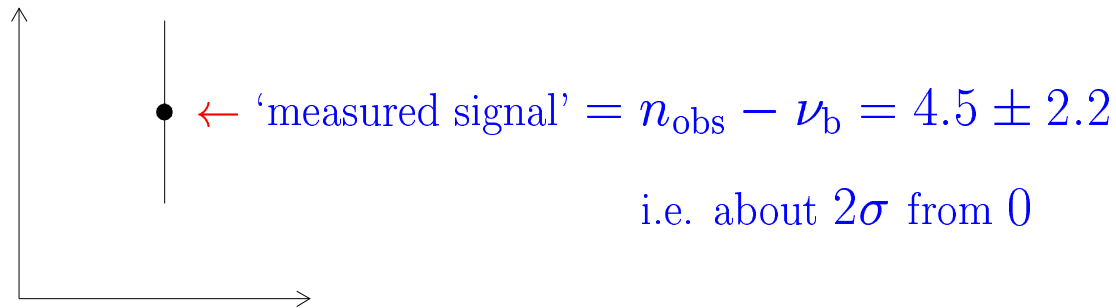 ← ‘measured signal’ = n_obs − ν_b = 4.5 ± 2.2
i.e. about 2σ from 0